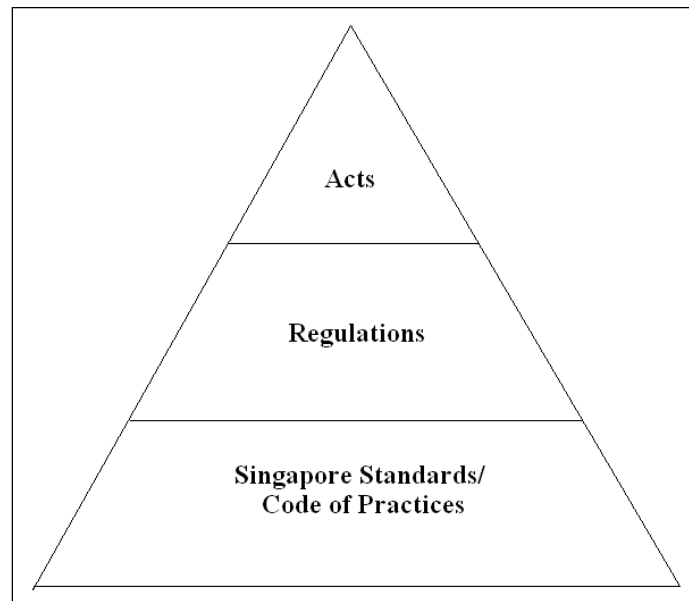 Acts
Regulations
Singapore Standards/
Code of Practices